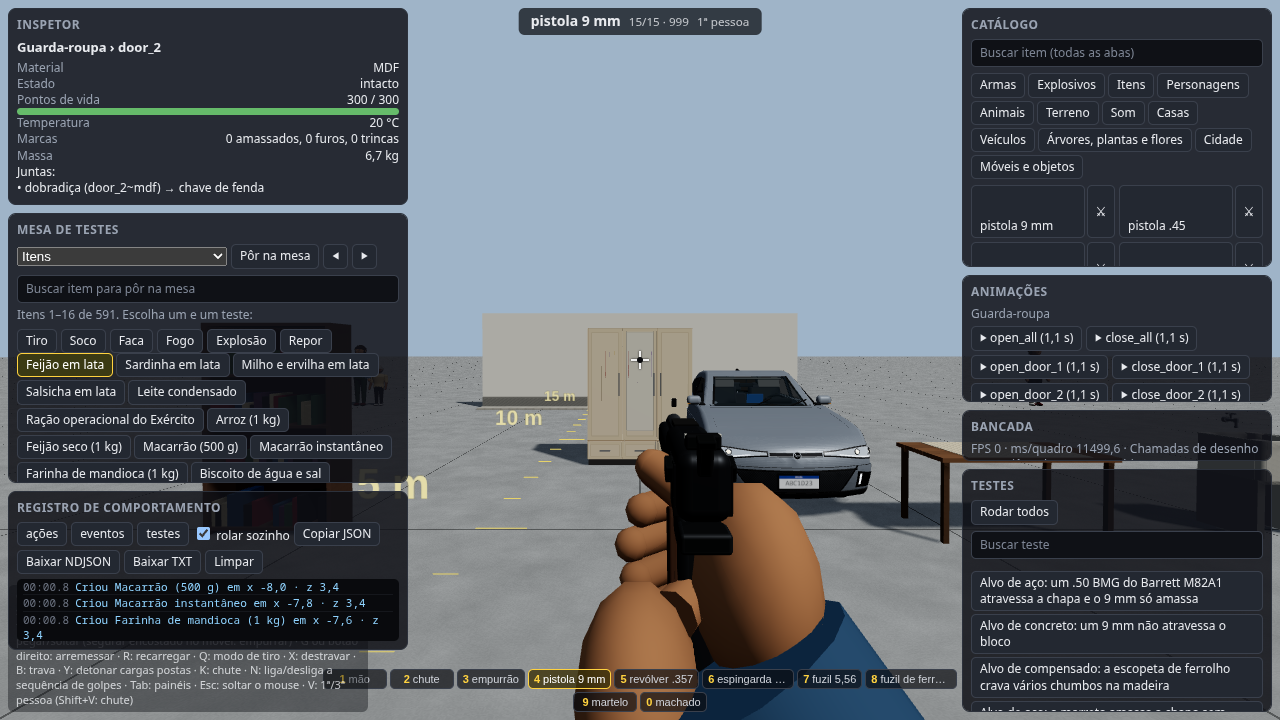 INSPETOR
Guarda-roupa › door_2
Material MDF
Estado intacto
Pontos de vida 300 / 300
Temperatura 20 °C
Marcas 0 amassados, 0 furos, 0 trincas
Massa 6,7 kg
Juntas:
• dobradiça (door_2~mdf) → chave de fenda
MESA DE TESTES
Itens Pôr na mesa ◄ ►
Buscar item para pôr na mesa
Itens 1–16 de 591. Escolha um e um teste:
Tiro Soco Faca Fogo Explosão Repor
Feijão em lata Sardinha em lata Milho e ervilha em lata
Salsicha em lata Leite condensado
Ração operacional do Exército Arroz (1 kg)
Feijão seco (1 kg) Macarrão (500 g) Macarrão instantâneo
Farinha de mandioca (1 kg) Biscoito de água e sal
REGISTRO DE COMPORTAMENTO
ações eventos testes rolar sozinho Copiar JSON
Baixar NDJSON Baixar TXT Limpar
00:00.8 Criou Macarrão (500 g) em x -8,0 · z 3,4
00:00.8 Criou Macarrão instantâneo em x -7,8 · z 3,4
00:00.8 Criou Farinha de mandioca (1 kg) em x -7,6 · z
3,4
direito: arremessar · R: recarregar · Q: modo de tiro · X: destravar ·
B: trava · Y: detonar cargas postas · K: chute · N: liga/desliga a
sequência de golpes · Tab: painéis · Esc: soltar o mouse · V: 1ª/3ª
pessoa (Shift+V: chute)
pistola 9 mm 15/15 · 999 1ª pessoa
15 m
10 m
5 m
ABC1023
1 mão 2 chute 3 empurrão 4 pistola 9 mm 5 revólver .357 6 espingarda … 7 fuzil 5,56 8 fuzil de ferr…
9 martelo 0 machado
CATÁLOGO
Buscar item (todas as abas)
Armas Explosivos Itens Personagens
Animais Terreno Som Casas
Veículos Árvores, plantas e flores Cidade
Móveis e objetos
pistola 9 mm ⚔ pistola .45 ⚔
ANIMAÇÕES
Guarda-roupa
▶ open_all (1,1 s) ▶ close_all (1,1 s)
▶ open_door_1 (1,1 s) ▶ close_door_1 (1,1 s)
▶ open_door_2 (1,1 s) ▶ close_door_2 (1,1 s)
BANCADA
FPS 0 · ms/quadro 11499,6 · Chamadas de desenho
TESTES
Rodar todos
Buscar teste
Alvo de aço: um .50 BMG do Barrett M82A1
atravessa a chapa e o 9 mm só amassa
Alvo de concreto: um 9 mm não atravessa o
bloco
Alvo de compensado: a escopeta de ferrolho
crava vários chumbos na madeira